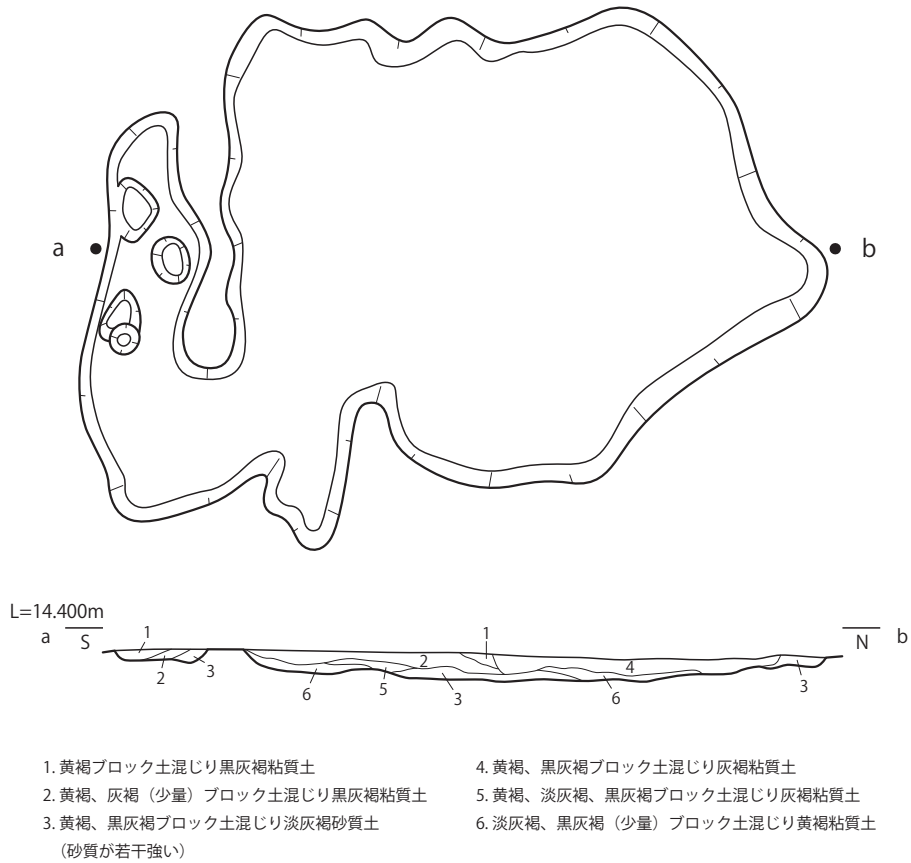 a
b
L=14.400m
a
S
N
b
1
2
3
6
5
2
3
1
4
6
3
1. 黄褐ブロック土混じり黒灰褐粘質土
2. 黄褐、灰褐（少量）ブロック土混じり黒灰褐粘質土
3. 黄褐、黒灰褐ブロック土混じり淡灰褐砂質土
（砂質が若干強い）
4. 黄褐、黒灰褐ブロック土混じり灰褐粘質土
5. 黄褐、淡灰褐、黒灰褐ブロック土混じり灰褐粘質土
6. 淡灰褐、黒灰褐（少量）ブロック土混じり黄褐粘質土